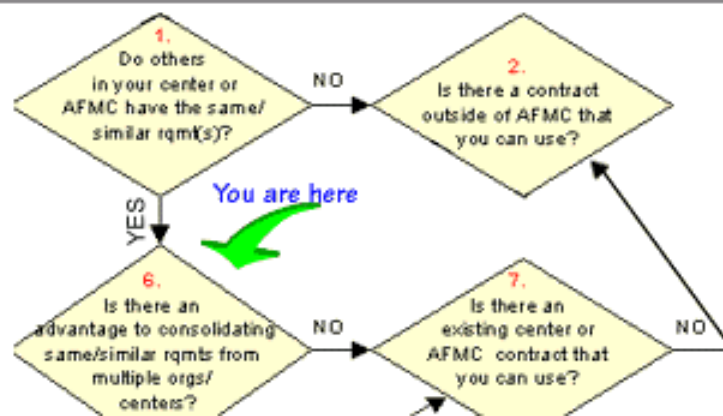 1.
Do others
in your center or
AFMC have the same/
similar rqmt(s)?
NO
2.
Is there a contract
outside of AFMC that
you can use?
YES
You are here
6.
Is there an
advantage to consolidating
same/similar rqmts from
multiple orgs/
centers?
NO
7.
Is there an
existing center or
AFMC contract that
you can use?
NO